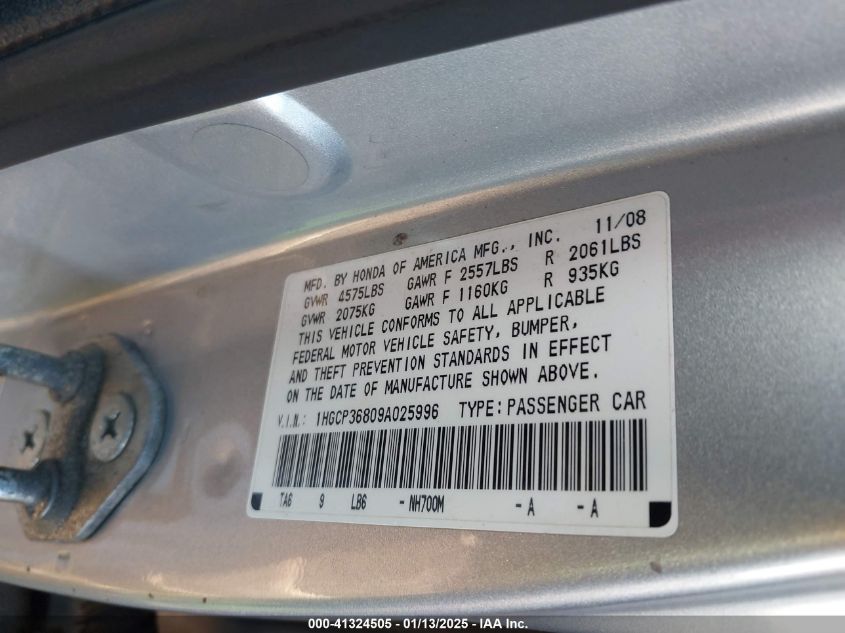 MFD. BY HONDA OF AMERICA MFG., INC. 11/08
GVWR 4575LBS GAWR F 2557LBS R 2061LBS
GVWR 2075KG GAWR F 1160KG R 935KG
THIS VEHICLE CONFORMS TO ALL APPLICABLE
FEDERAL MOTOR VEHICLE SAFETY, BUMPER,
AND THEFT PREVENTION STANDARDS IN EFFECT
ON THE DATE OF MANUFACTURE SHOWN ABOVE.
V.I.N.: 1HGCP36809A025996 TYPE: PASSENGER CAR
TA6 9 LB6 - NH700M - A - A
000-41324505 - 01/13/2025 - IAA Inc.